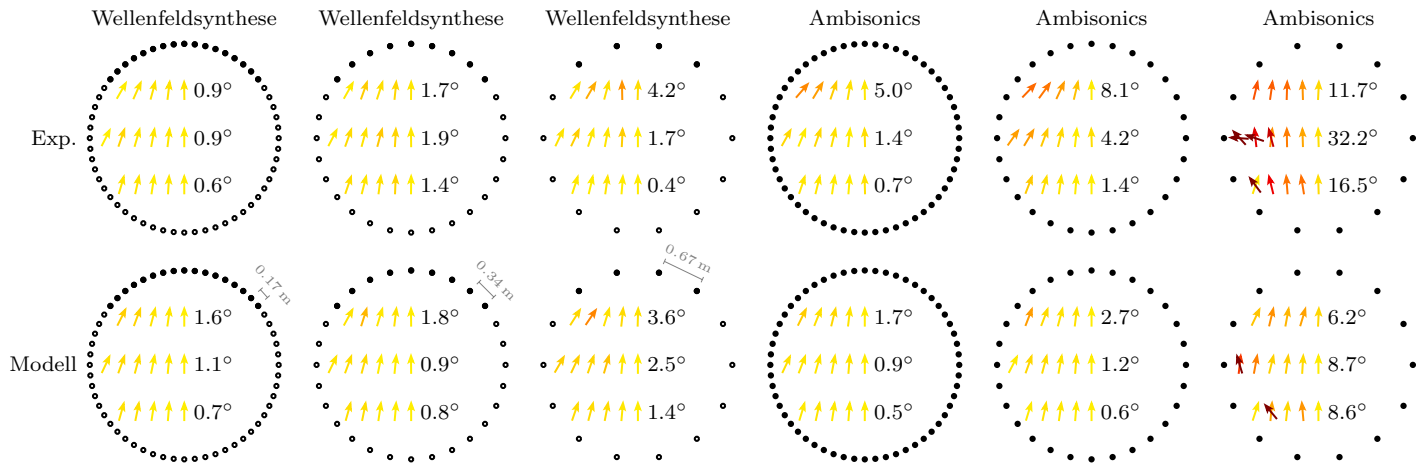 Wellenfeldsynthese Wellenfeldsynthese Wellenfeldsynthese Ambisonics Ambisonics Ambisonics
0.9° 1.7° 4.2° 5.0° 8.1° 11.7°
Exp. 0.9° 1.9° 1.7° 1.4° 4.2° 32.2°
0.6° 1.4° 0.4° 0.7° 1.4° 16.5°
0.17 m 0.34 m 0.67 m
1.6° 1.8° 3.6° 1.7° 2.7° 6.2°
Modell 1.1° 0.9° 2.5° 0.9° 1.2° 8.7°
0.7° 0.8° 1.4° 0.5° 0.6° 8.6°